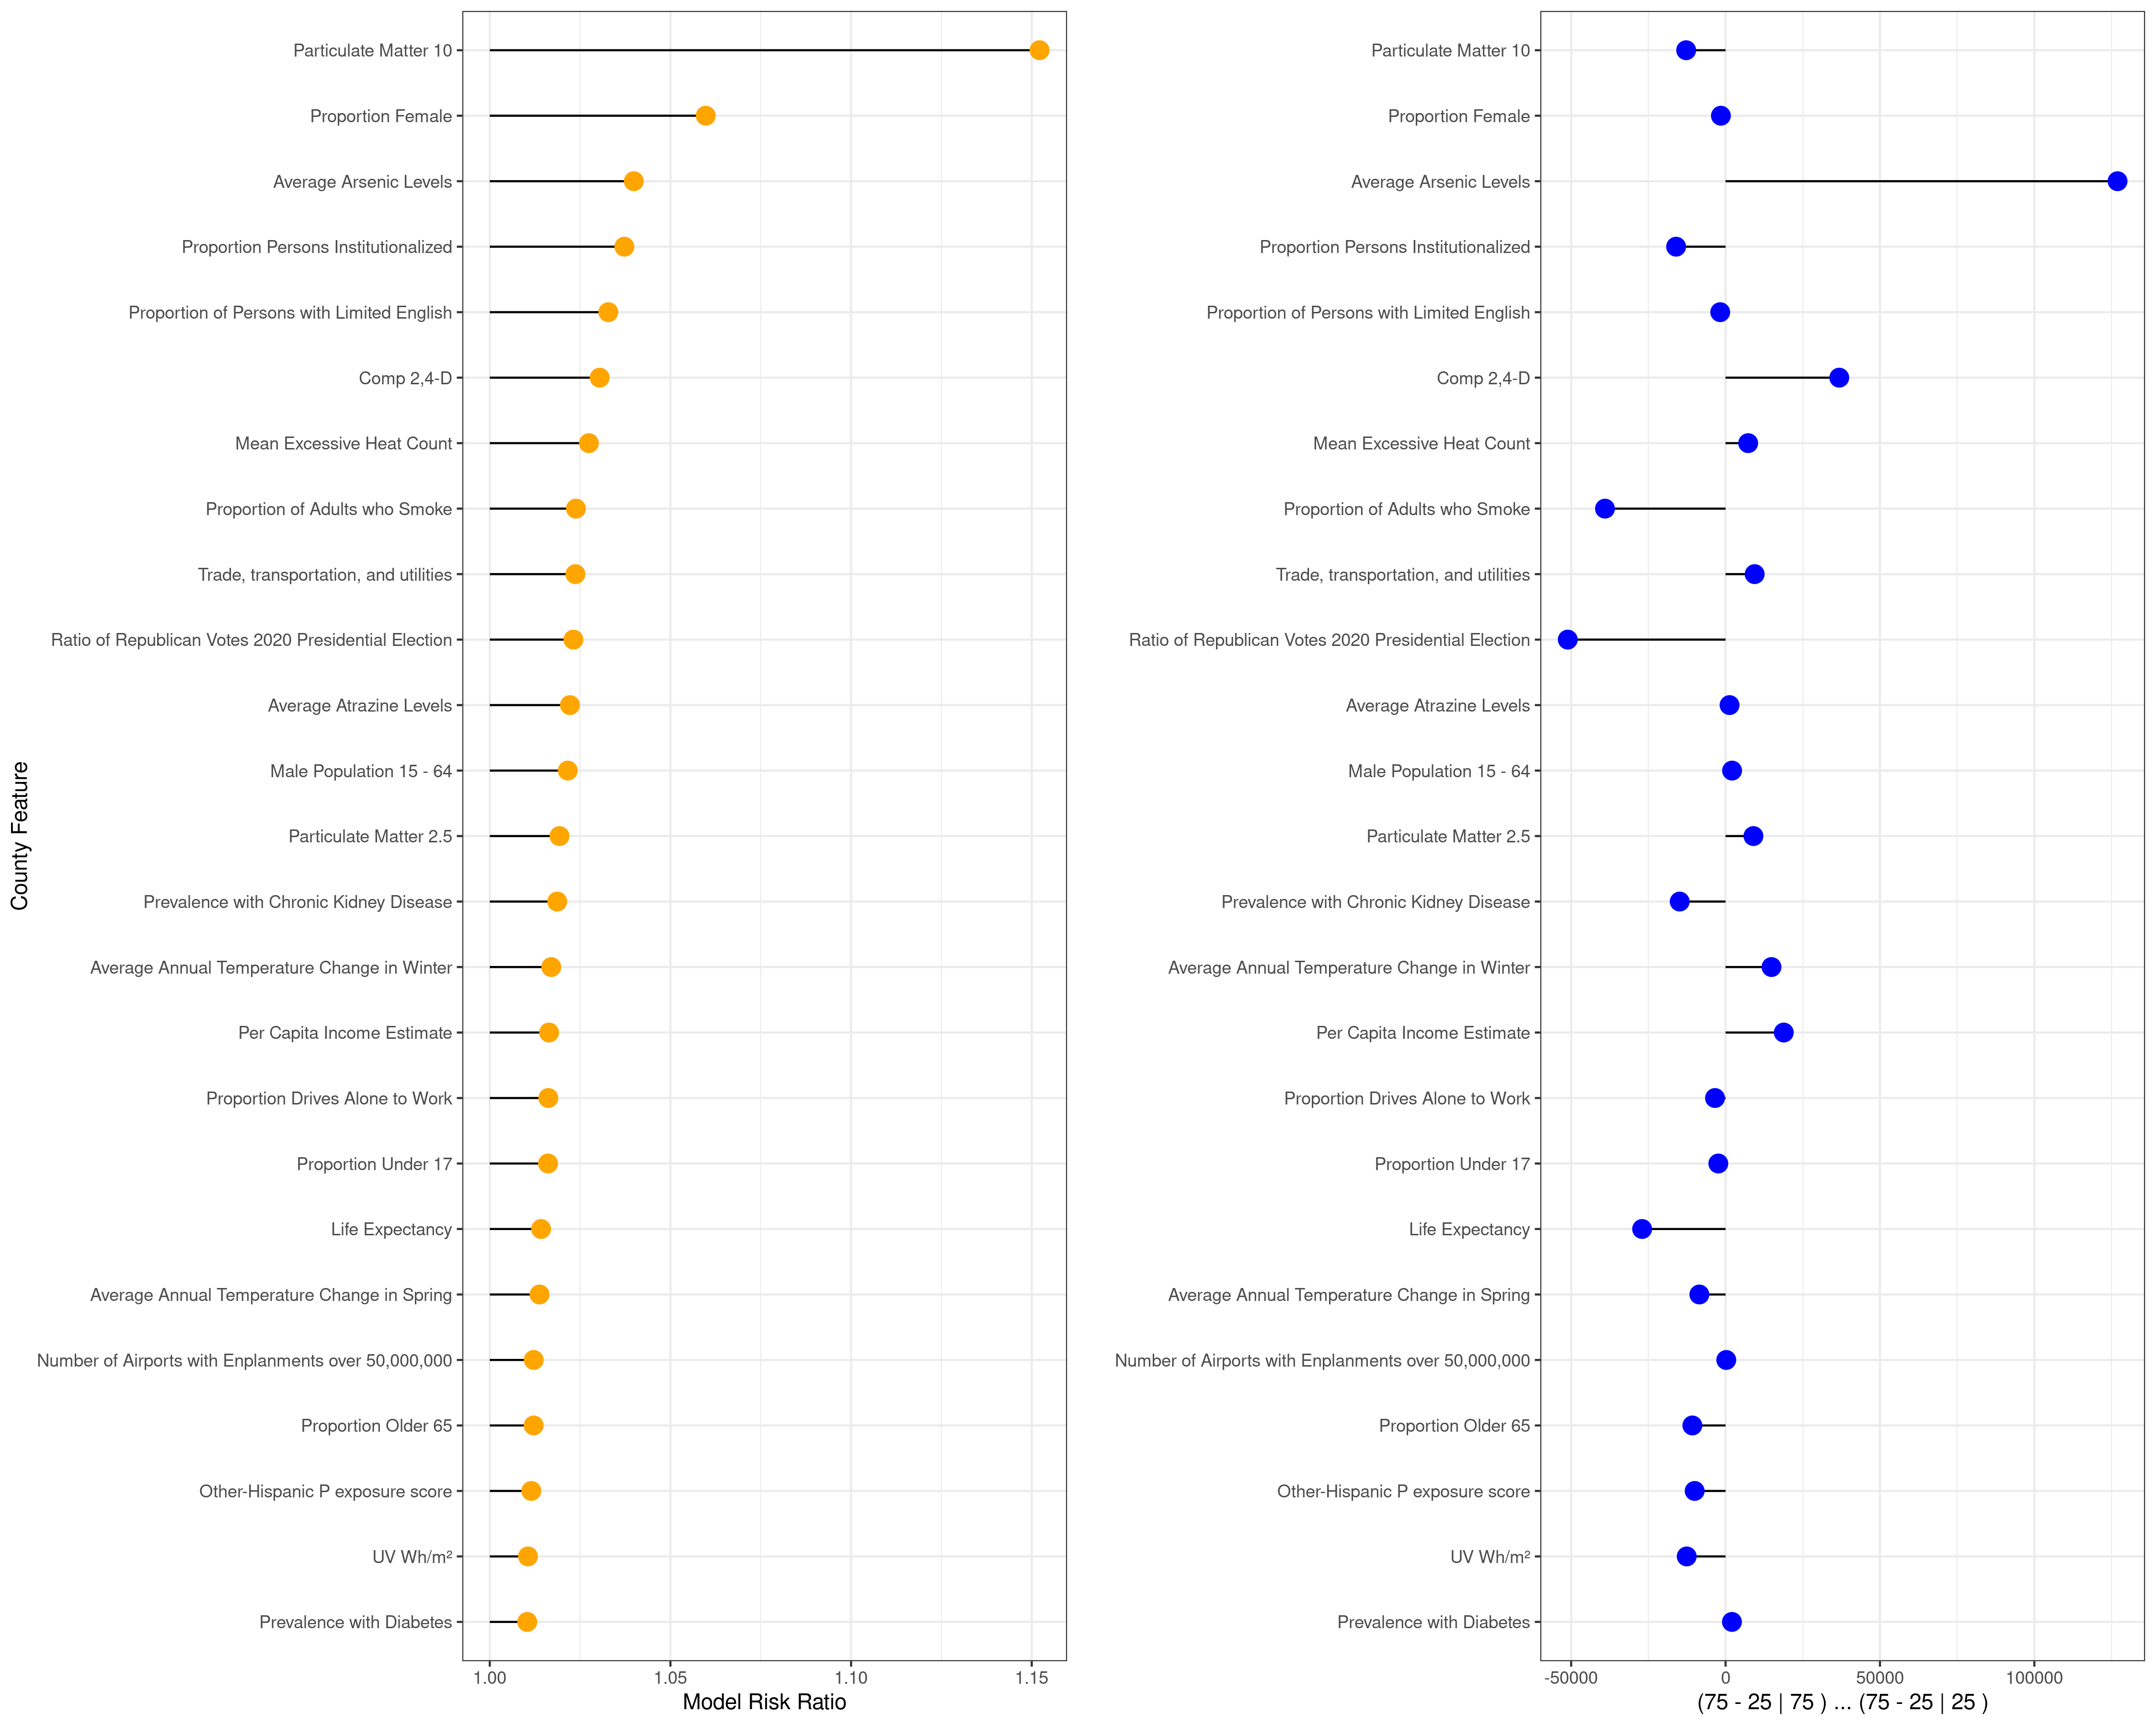 County Feature
Particulate Matter 10
Proportion Female
Average Arsenic Levels
Proportion Persons Institutionalized
Proportion of Persons with Limited English
Comp 2,4-D
Mean Excessive Heat Count
Proportion of Adults who Smoke
Trade, transportation, and utilities
Ratio of Republican Votes 2020 Presidential Election
Average Atrazine Levels
Male Population 15 - 64
Particulate Matter 2.5
Prevalence with Chronic Kidney Disease
Average Annual Temperature Change in Winter
Per Capita Income Estimate
Proportion Drives Alone to Work
Proportion Under 17
Life Expectancy
Average Annual Temperature Change in Spring
Number of Airports with Enplanments over 50,000,000
Proportion Older 65
Other-Hispanic P exposure score
UV Wh/m²
Prevalence with Diabetes
1.00 1.05 1.10 1.15
Model Risk Ratio
Particulate Matter 10
Proportion Female
Average Arsenic Levels
Proportion Persons Institutionalized
Proportion of Persons with Limited English
Comp 2,4-D
Mean Excessive Heat Count
Proportion of Adults who Smoke
Trade, transportation, and utilities
Ratio of Republican Votes 2020 Presidential Election
Average Atrazine Levels
Male Population 15 - 64
Particulate Matter 2.5
Prevalence with Chronic Kidney Disease
Average Annual Temperature Change in Winter
Per Capita Income Estimate
Proportion Drives Alone to Work
Proportion Under 17
Life Expectancy
Average Annual Temperature Change in Spring
Number of Airports with Enplanments over 50,000,000
Proportion Older 65
Other-Hispanic P exposure score
UV Wh/m²
Prevalence with Diabetes
-50000 0 50000 100000
(75 - 25 | 75 ) ... (75 - 25 | 25 )